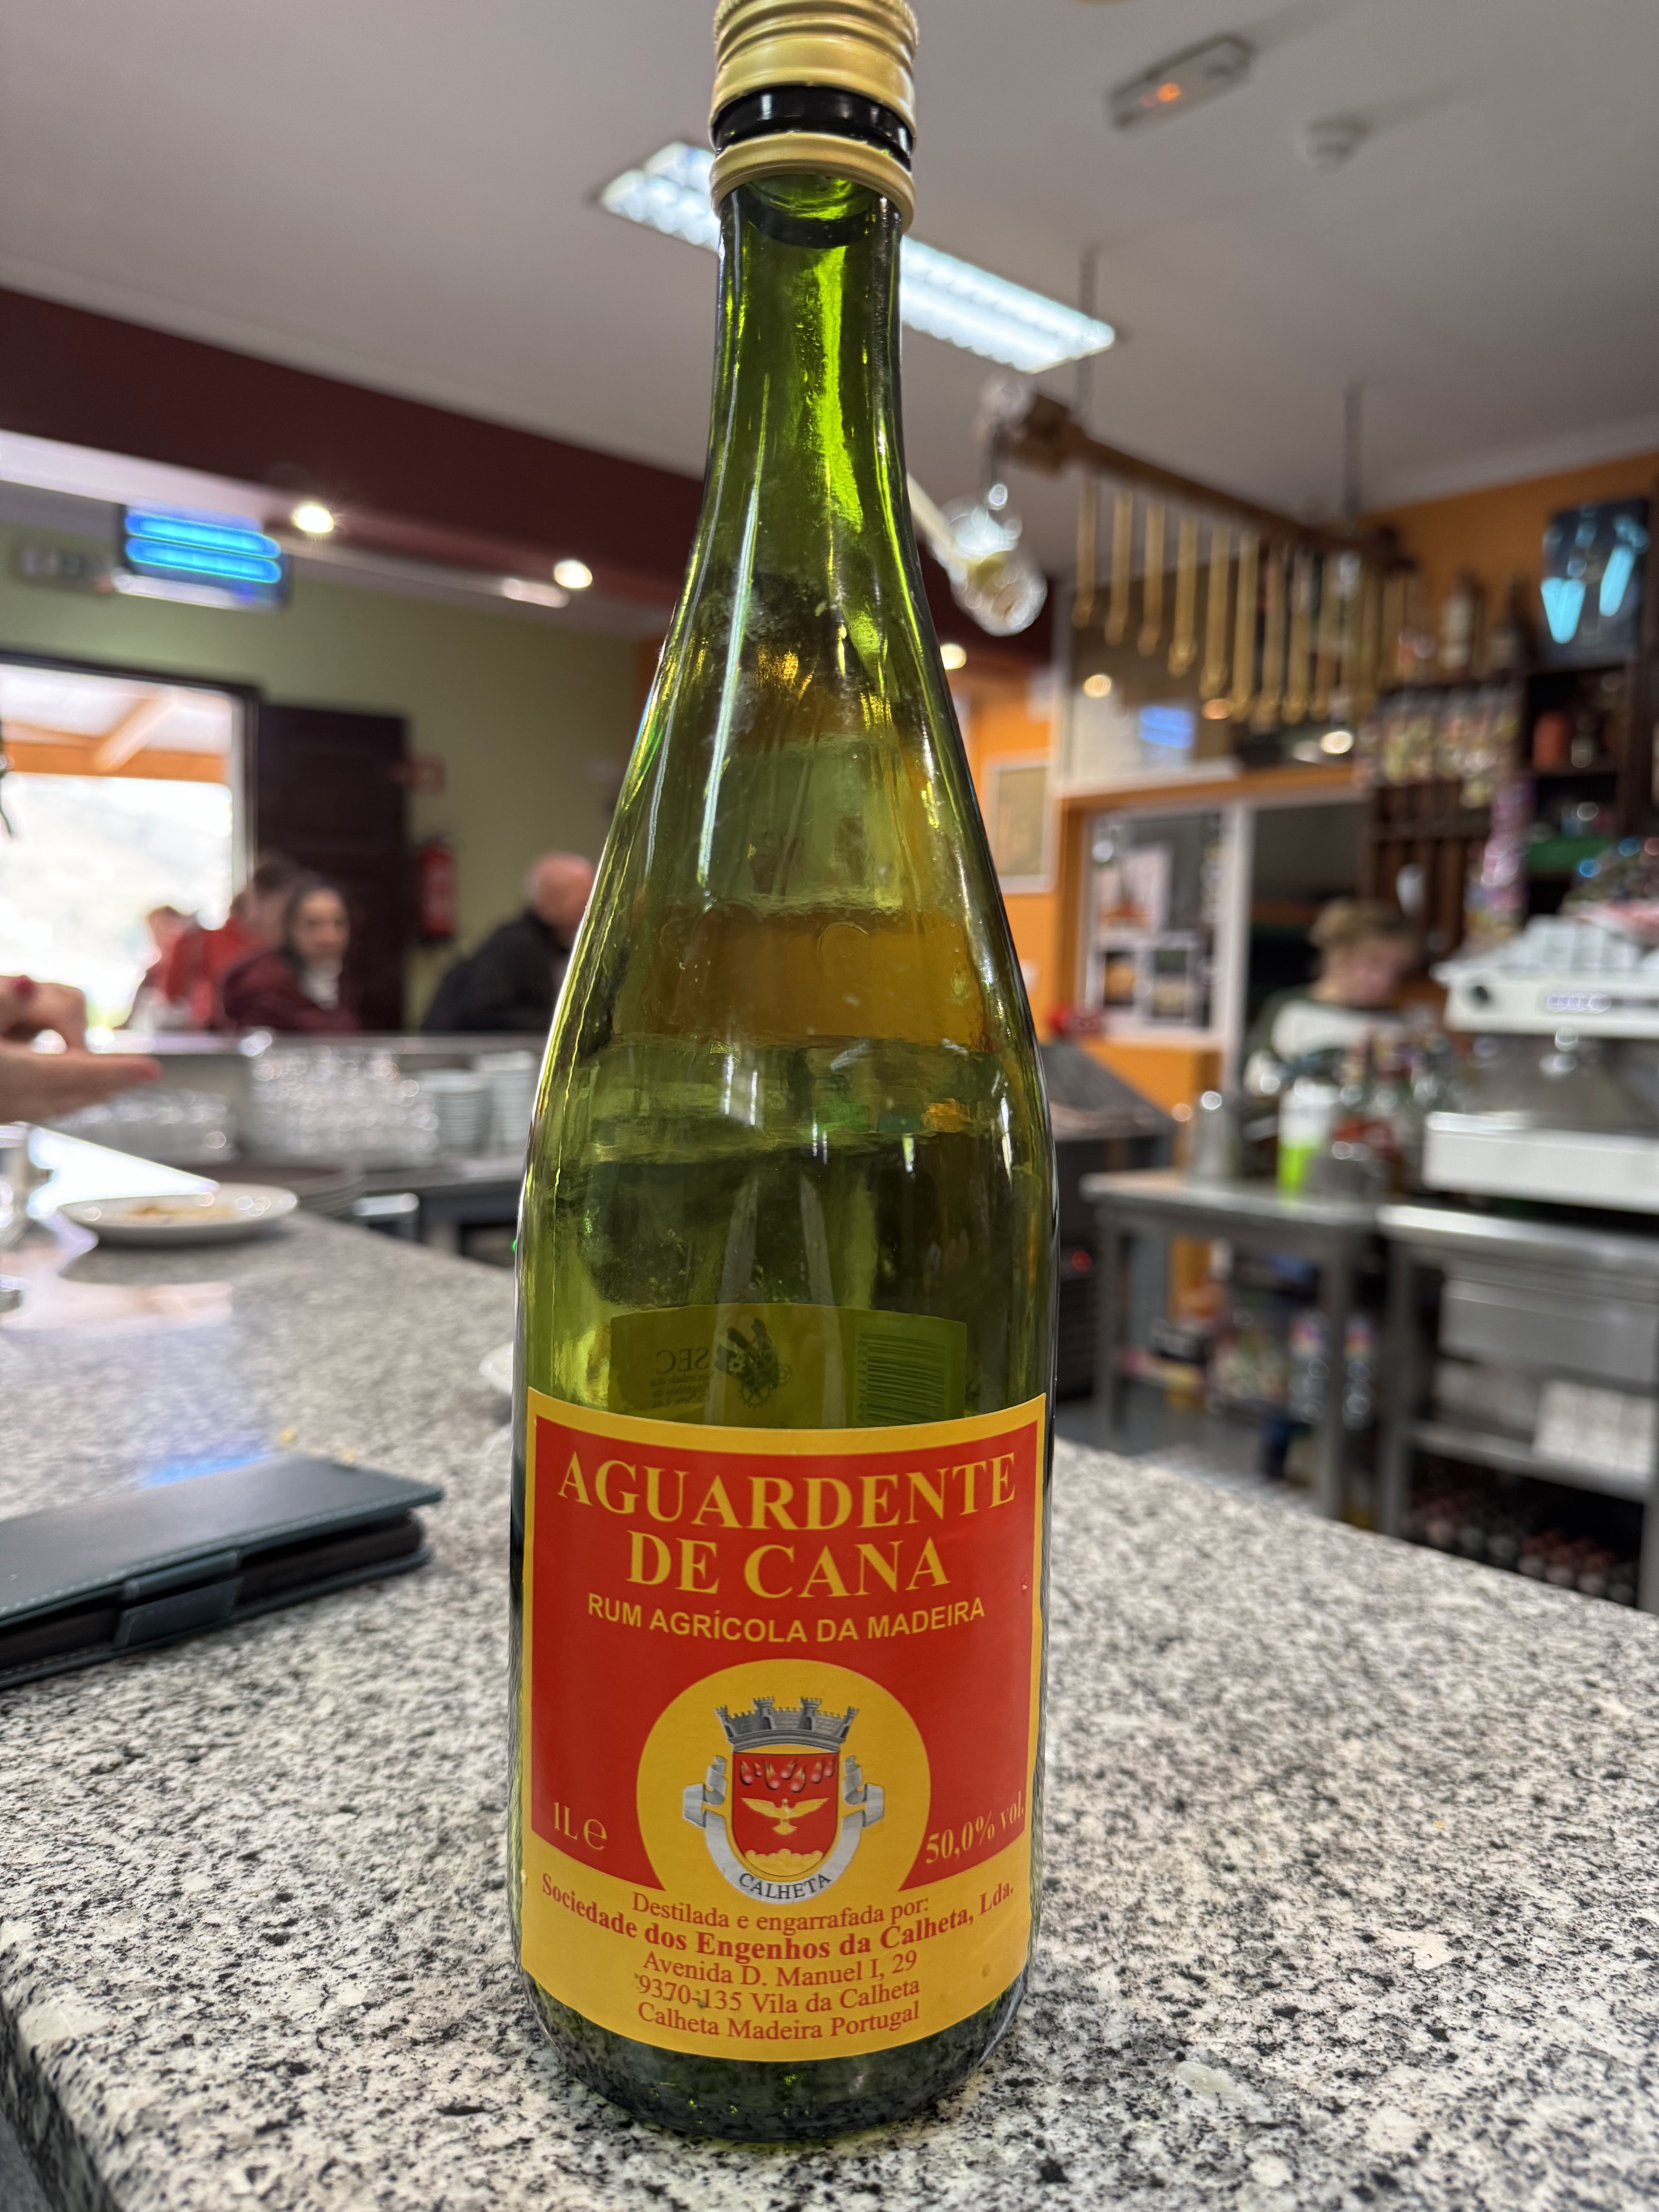 AGUARDENTE
DE CANA
RUM AGRÍCOLA DA MADEIRA
CALHETA
1L ℮
50,0% vol.
Destilada e engarrafada por:
Sociedade dos Engenhos da Calheta, Lda.
Avenida D. Manuel I, 29
9370-135 Vila da Calheta
Calheta Madeira Portugal